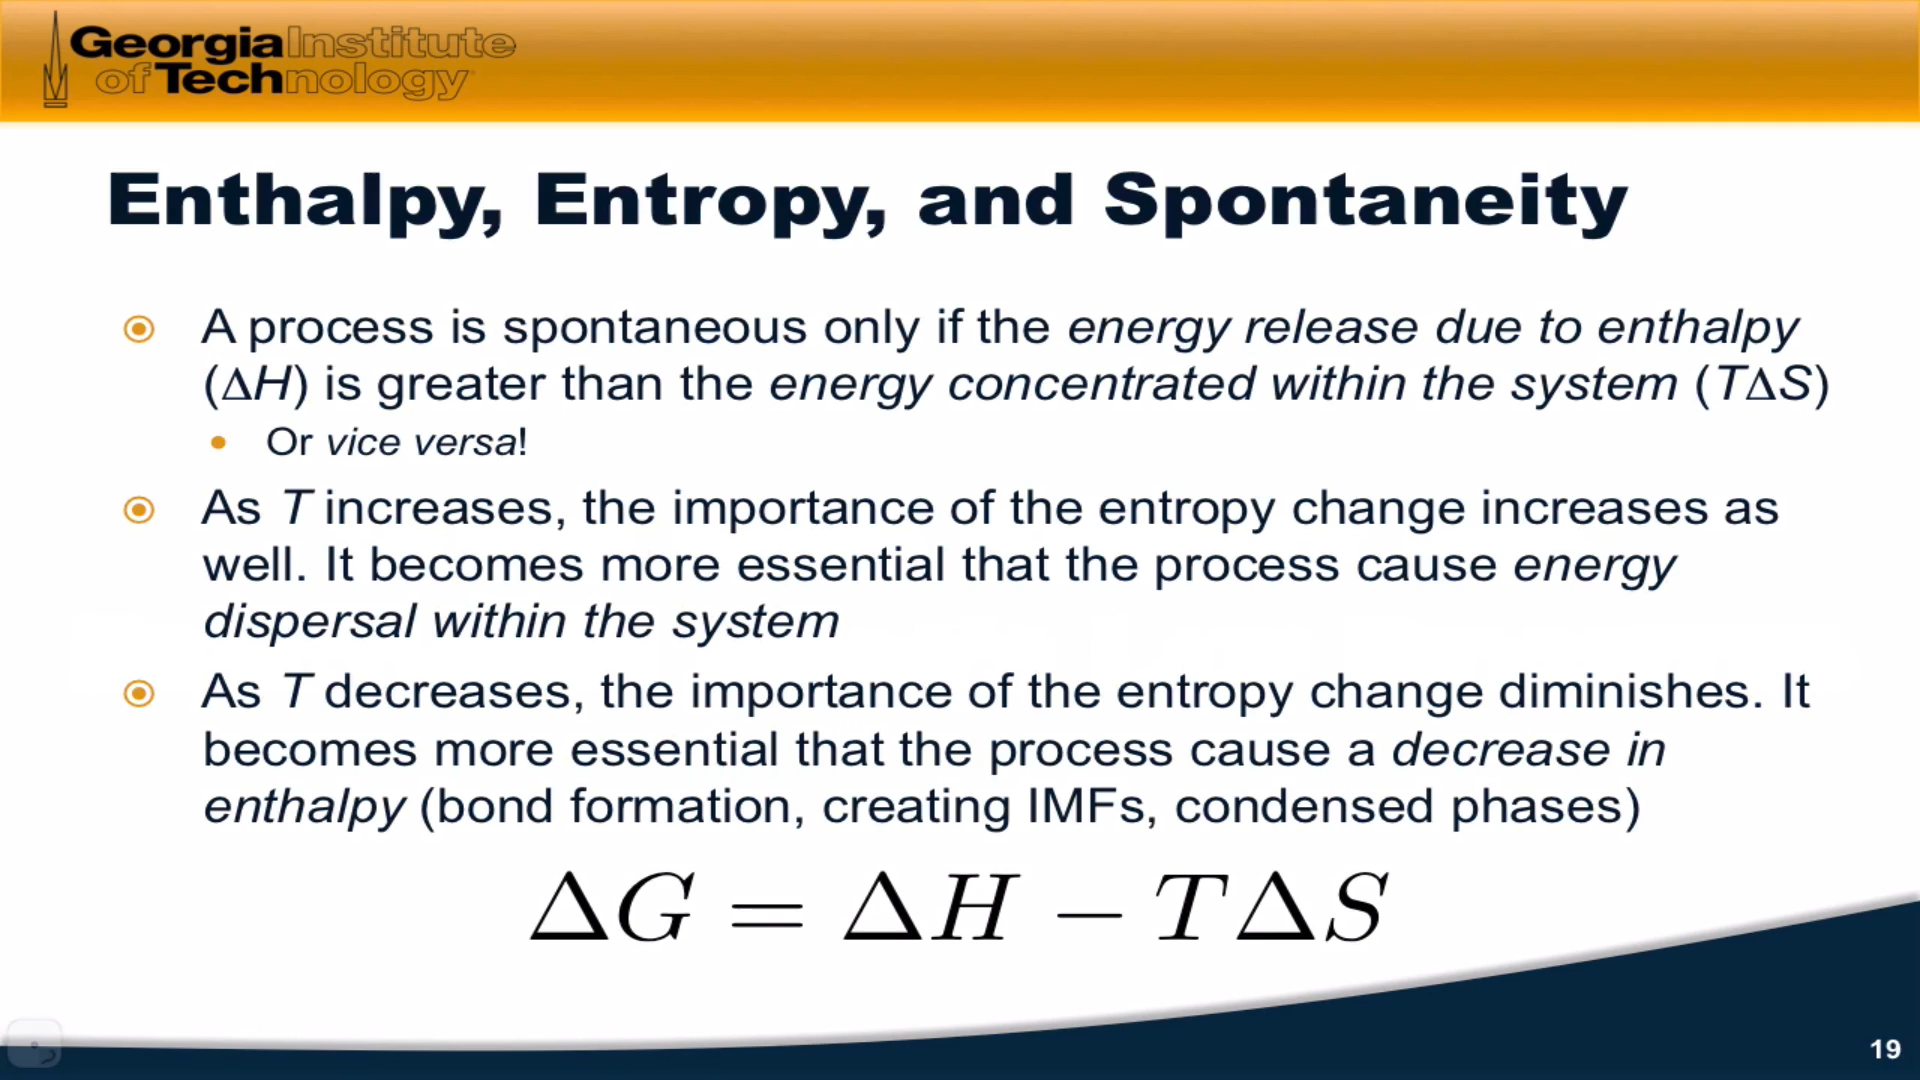 Georgia Institute
of Technology
Enthalpy, Entropy, and Spontaneity
A process is spontaneous only if the energy release due to enthalpy
(ΔH) is greater than the energy concentrated within the system (TΔS)
Or vice versa!
As T increases, the importance of the entropy change increases as
well. It becomes more essential that the process cause energy
dispersal within the system
As T decreases, the importance of the entropy change diminishes. It
becomes more essential that the process cause a decrease in
enthalpy (bond formation, creating IMFs, condensed phases)
ΔG = ΔH − TΔS
19